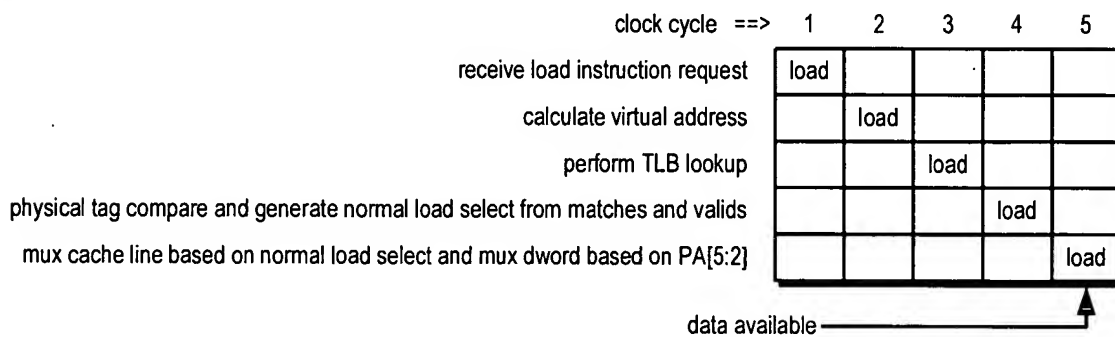 clock cycle ==> 1 2 3 4 5
receive load instruction request load
calculate virtual address load
perform TLB lookup load
physical tag compare and generate normal load select from matches and valids load
mux cache line based on normal load select and mux dword based on PA[5:2] load
data available